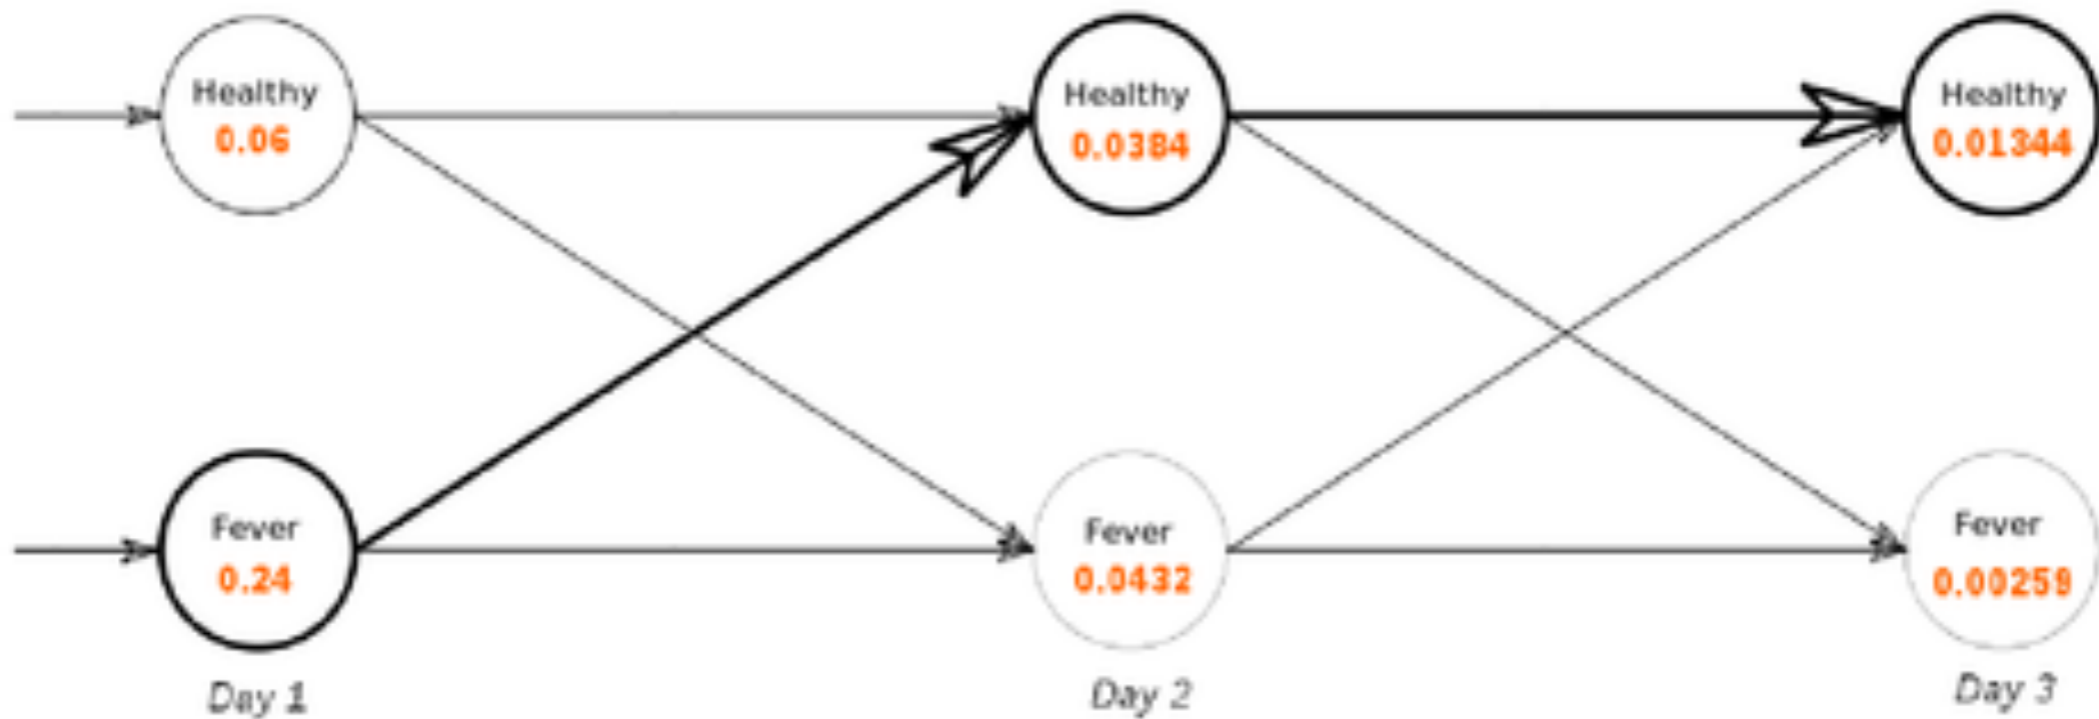 Healthy
0.06
Healthy
0.0384
Healthy
0.01344
Fever
0.24
Fever
0.0432
Fever
0.00259
Day 1
Day 2
Day 3